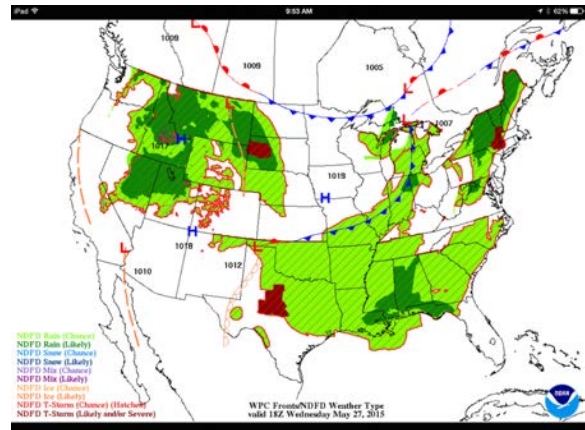 iPad
9:53 AM
62%
1009
L
1009
1005
L
L
1007
L
1017
H
1019
H
H
1018
L
L
1010
1012
NDFD Rain (Chance)
NDFD Rain (Likely)
NDFD Snow (Chance)
NDFD Snow (Likely)
NDFD Mix (Chance)
NDFD Mix (Likely)
NDFD Ice (Chance)
NDFD Ice (Likely)
NDFD T-Storm (Chance) (Hatched)
NDFD T-Storm (Likely and/or Severe)
WPC Fronts/NDFD Weather Type
valid 18Z Wednesday May 27, 2015
NOAA